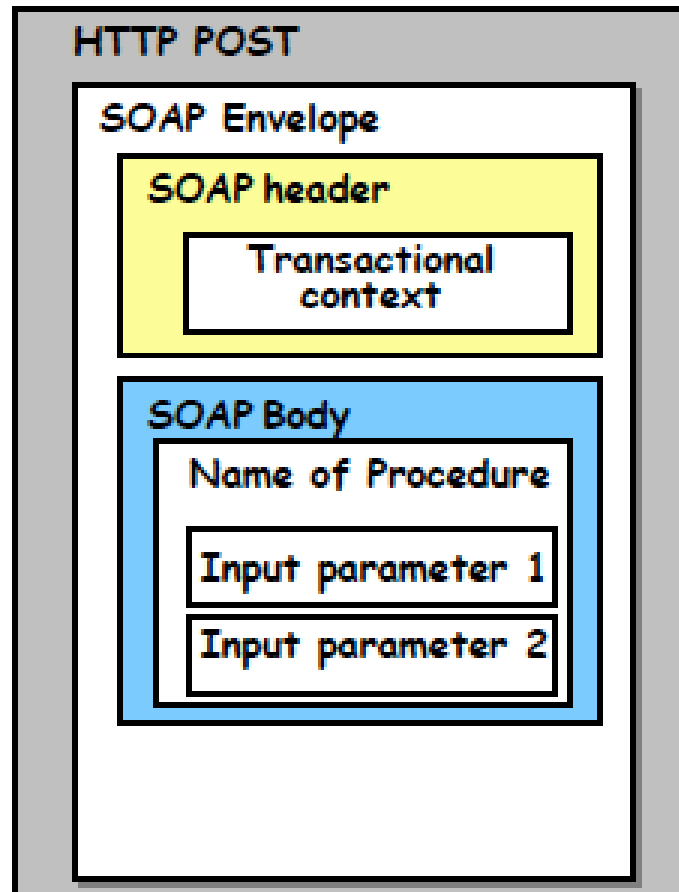 HTTP POST
SOAP Envelope
SOAP header
Transactional
context
SOAP Body
Name of Procedure
Input parameter 1
Input parameter 2